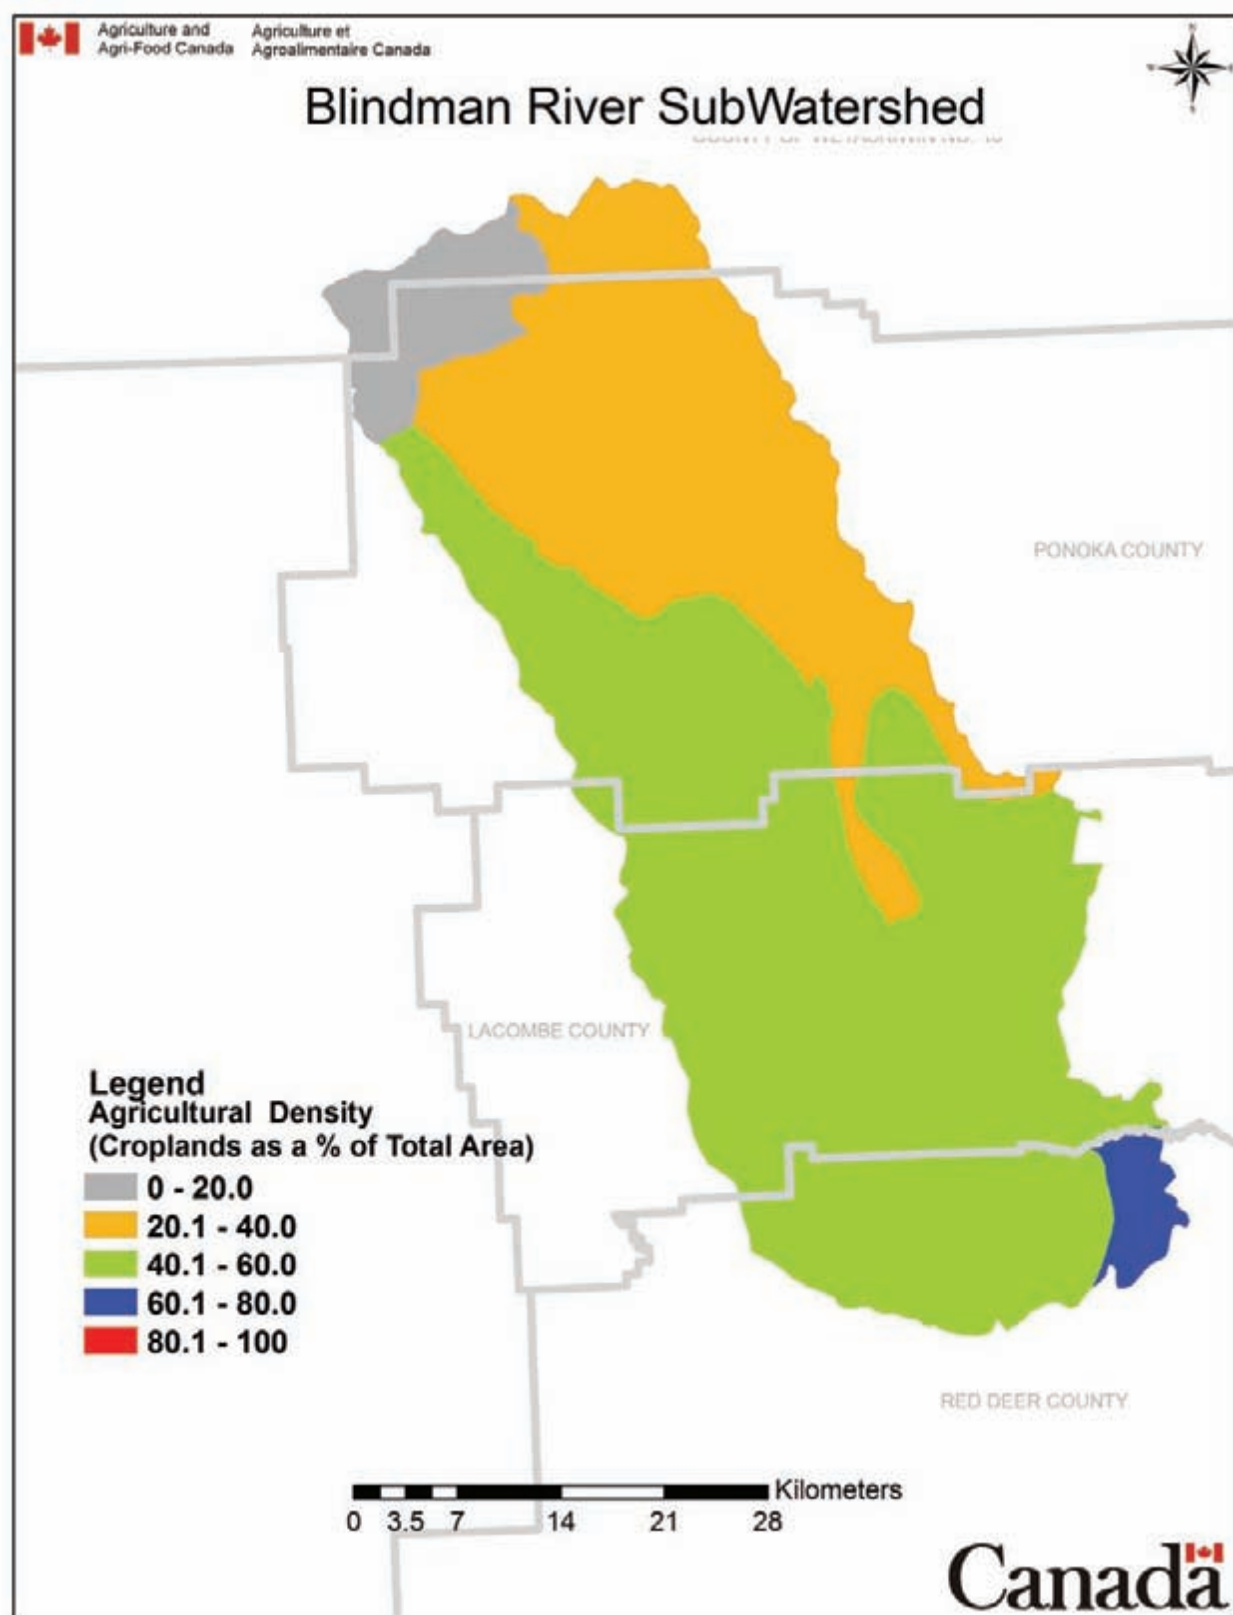 Agriculture and Agriculture et
Agri-Food Canada Agroalimentaire Canada
Blindman River SubWatershed
PONOKA COUNTY
LACOMBE COUNTY
Legend
Agricultural Density
(Croplands as a % of Total Area)
0 - 20.0
20.1 - 40.0
40.1 - 60.0
60.1 - 80.0
80.1 - 100
RED DEER COUNTY
Kilometers
0 3.5 7 14 21 28
Canada